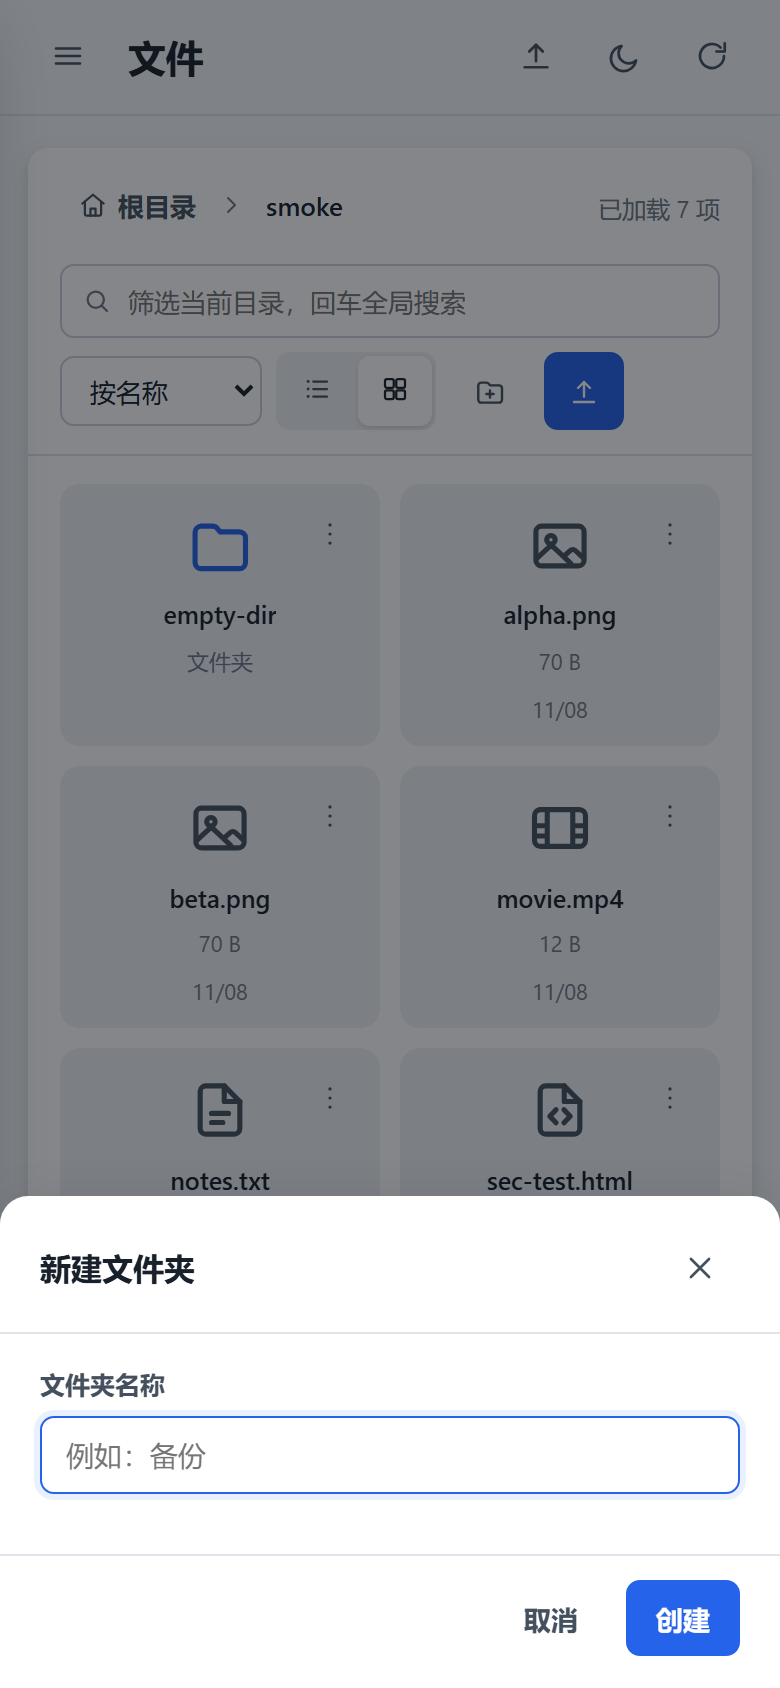 文件
根目录 smoke 已加载 7 项
筛选当前目录，回车全局搜索
按名称
empty-dir
文件夹
alpha.png
70 B
11/08
beta.png
70 B
11/08
movie.mp4
12 B
11/08
notes.txt
sec-test.html
新建文件夹
文件夹名称
例如：备份
取消 创建